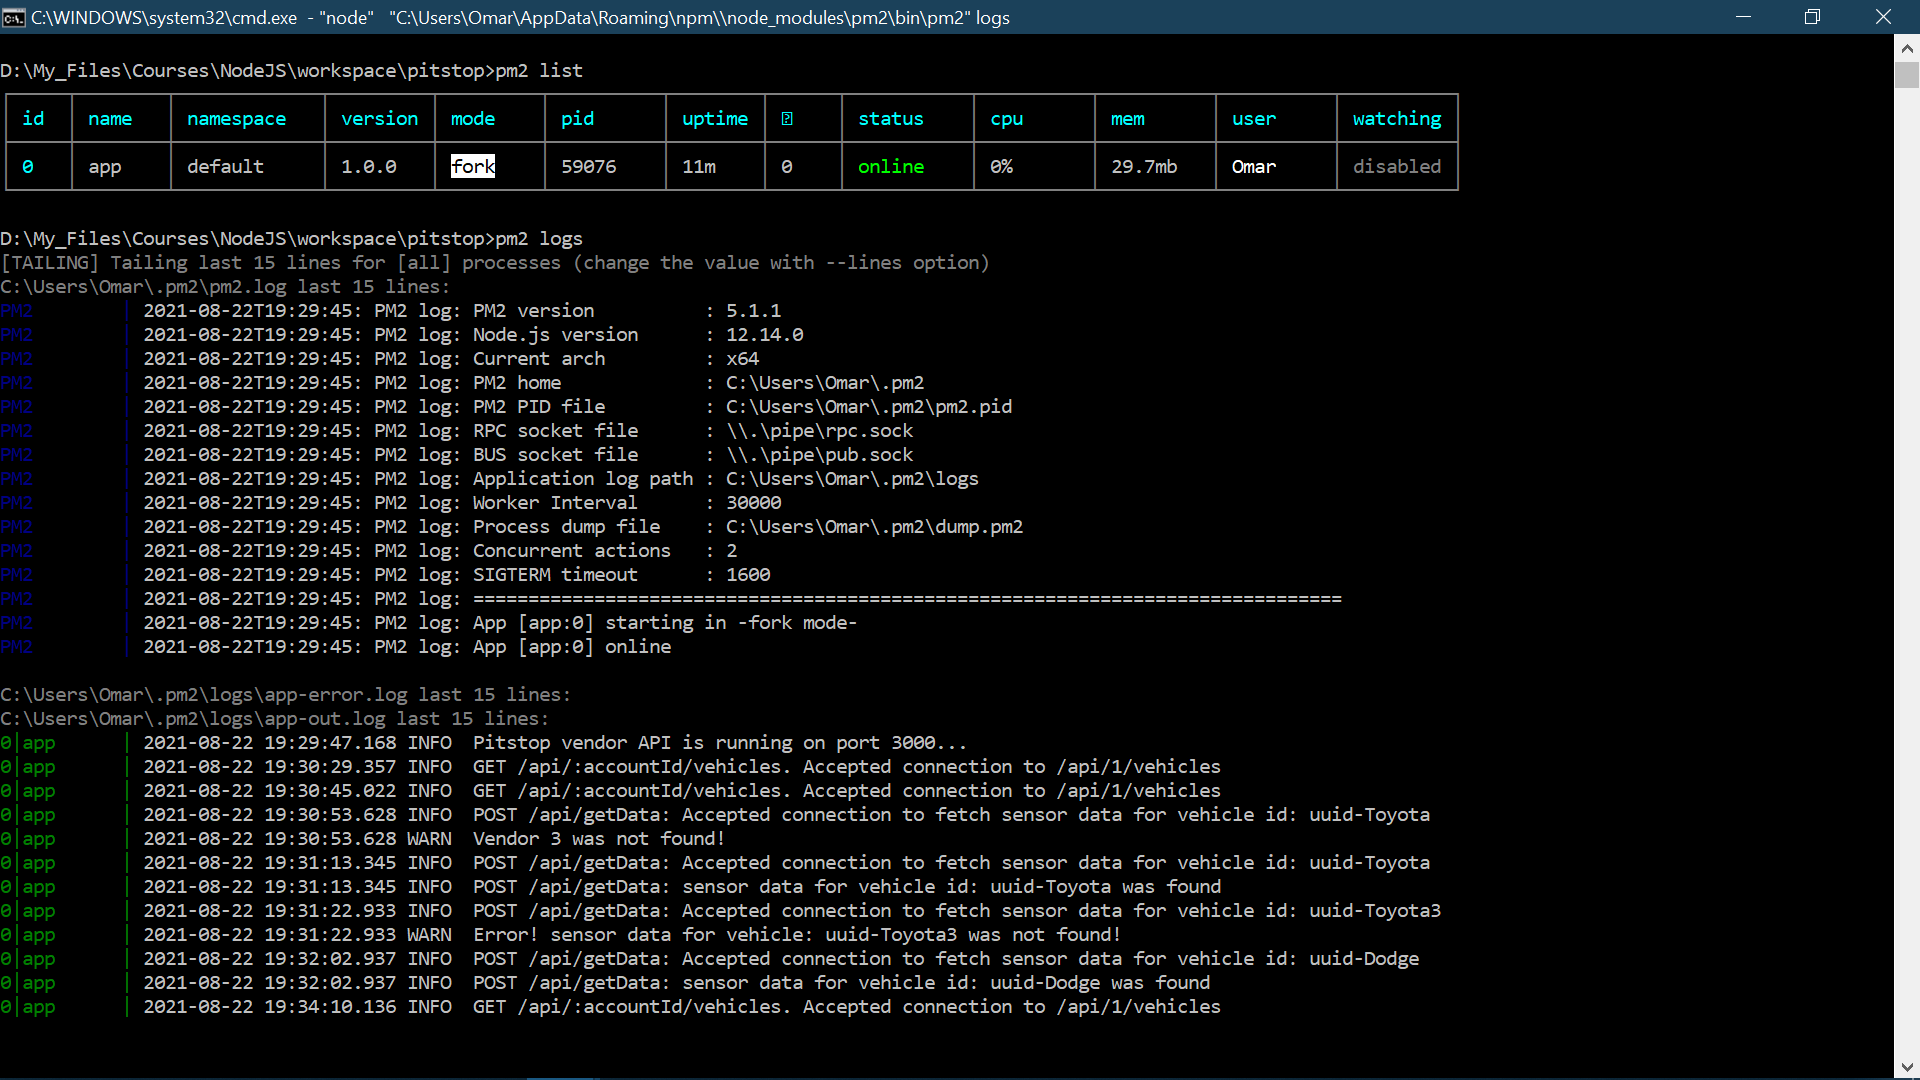 C:\WINDOWS\system32\cmd.exe - "node" "C:\Users\Omar\AppData\Roaming\npm\\node_modules\pm2\bin\pm2" logs
D:\My_Files\Courses\NodeJS\workspace\pitstop>pm2 list
id name namespace version mode pid uptime status cpu mem user watching
0 app default 1.0.0 fork 59076 11m 0 online 0% 29.7mb Omar disabled
D:\My_Files\Courses\NodeJS\workspace\pitstop>pm2 logs
[TAILING] Tailing last 15 lines for [all] processes (change the value with --lines option)
C:\Users\Omar\.pm2\pm2.log last 15 lines:
PM2 | 2021-08-22T19:29:45: PM2 log: PM2 version : 5.1.1
PM2 | 2021-08-22T19:29:45: PM2 log: Node.js version : 12.14.0
PM2 | 2021-08-22T19:29:45: PM2 log: Current arch : x64
PM2 | 2021-08-22T19:29:45: PM2 log: PM2 home : C:\Users\Omar\.pm2
PM2 | 2021-08-22T19:29:45: PM2 log: PM2 PID file : C:\Users\Omar\.pm2\pm2.pid
PM2 | 2021-08-22T19:29:45: PM2 log: RPC socket file : \\.\pipe\rpc.sock
PM2 | 2021-08-22T19:29:45: PM2 log: BUS socket file : \\.\pipe\pub.sock
PM2 | 2021-08-22T19:29:45: PM2 log: Application log path : C:\Users\Omar\.pm2\logs
PM2 | 2021-08-22T19:29:45: PM2 log: Worker Interval : 30000
PM2 | 2021-08-22T19:29:45: PM2 log: Process dump file : C:\Users\Omar\.pm2\dump.pm2
PM2 | 2021-08-22T19:29:45: PM2 log: Concurrent actions : 2
PM2 | 2021-08-22T19:29:45: PM2 log: SIGTERM timeout : 1600
PM2 | 2021-08-22T19:29:45: PM2 log: ===============================================================================
PM2 | 2021-08-22T19:29:45: PM2 log: App [app:0] starting in -fork mode-
PM2 | 2021-08-22T19:29:45: PM2 log: App [app:0] online
C:\Users\Omar\.pm2\logs\app-error.log last 15 lines:
C:\Users\Omar\.pm2\logs\app-out.log last 15 lines:
0|app | 2021-08-22 19:29:47.168 INFO Pitstop vendor API is running on port 3000...
0|app | 2021-08-22 19:30:29.357 INFO GET /api/:accountId/vehicles. Accepted connection to /api/1/vehicles
0|app | 2021-08-22 19:30:45.022 INFO GET /api/:accountId/vehicles. Accepted connection to /api/1/vehicles
0|app | 2021-08-22 19:30:53.628 INFO POST /api/getData: Accepted connection to fetch sensor data for vehicle id: uuid-Toyota
0|app | 2021-08-22 19:30:53.628 WARN Vendor 3 was not found!
0|app | 2021-08-22 19:31:13.345 INFO POST /api/getData: Accepted connection to fetch sensor data for vehicle id: uuid-Toyota
0|app | 2021-08-22 19:31:13.345 INFO POST /api/getData: sensor data for vehicle id: uuid-Toyota was found
0|app | 2021-08-22 19:31:22.933 INFO POST /api/getData: Accepted connection to fetch sensor data for vehicle id: uuid-Toyota3
0|app | 2021-08-22 19:31:22.933 WARN Error! sensor data for vehicle: uuid-Toyota3 was not found!
0|app | 2021-08-22 19:32:02.937 INFO POST /api/getData: Accepted connection to fetch sensor data for vehicle id: uuid-Dodge
0|app | 2021-08-22 19:32:02.937 INFO POST /api/getData: sensor data for vehicle id: uuid-Dodge was found
0|app | 2021-08-22 19:34:10.136 INFO GET /api/:accountId/vehicles. Accepted connection to /api/1/vehicles